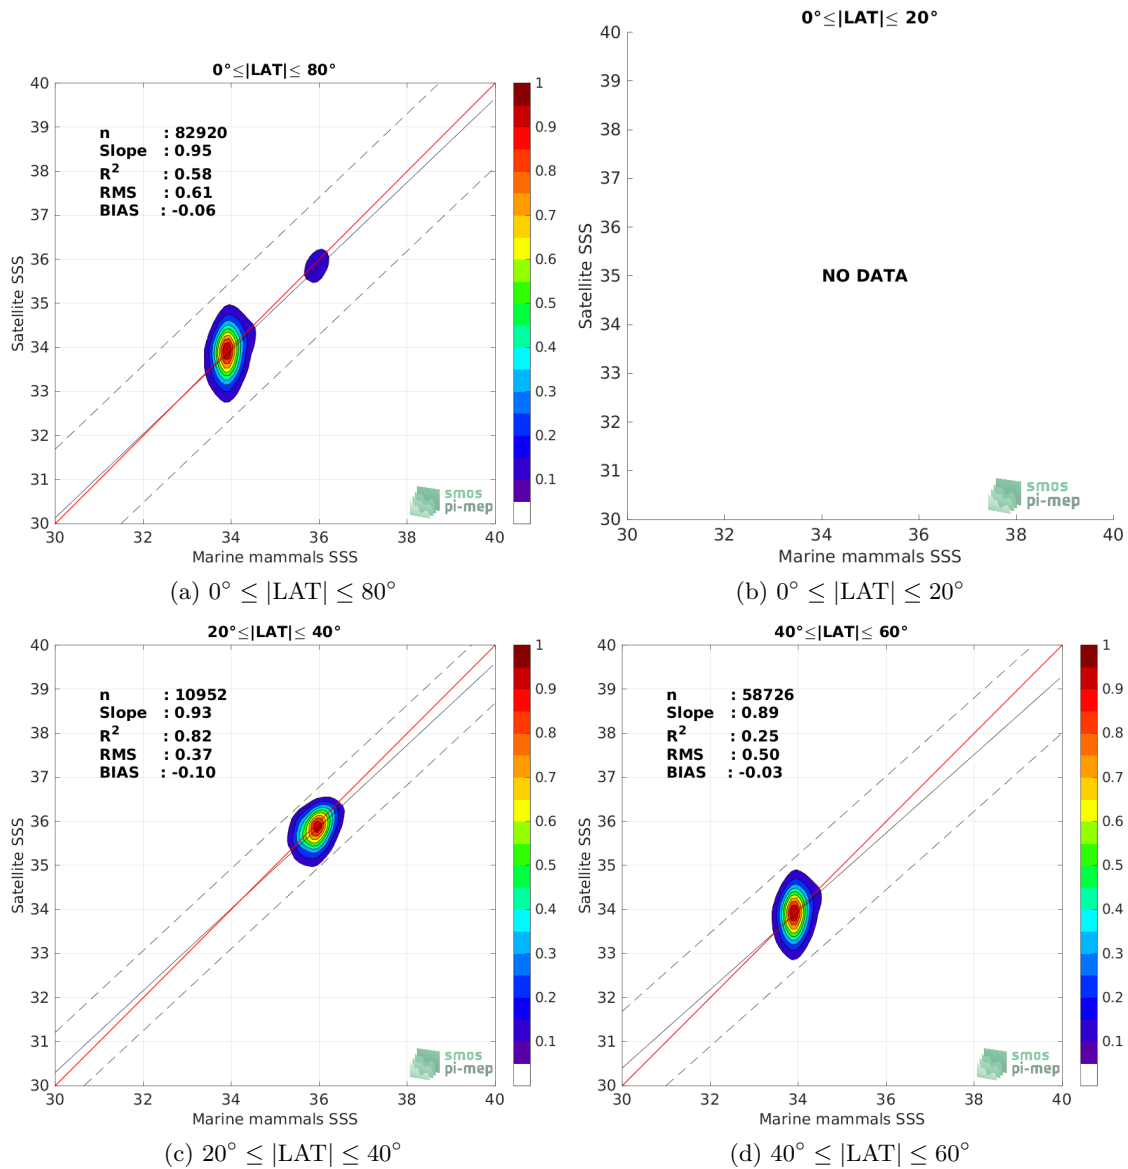 0°≤|LAT|≤ 80°
40
39
38
37
36
35
34
33
32
31
30
Satellite SSS
n : 82920
Slope : 0.95
R² : 0.58
RMS : 0.61
BIAS : -0.06
smos
pi-mep
30 32 34 36 38 40
Marine mammals SSS
1
0.9
0.8
0.7
0.6
0.5
0.4
0.3
0.2
0.1
(a) 0° ≤ |LAT| ≤ 80°
0°≤|LAT|≤ 20°
40
39
38
37
36
35
34
33
32
31
30
Satellite SSS
NO DATA
smos
pi-mep
30 32 34 36 38 40
Marine mammals SSS
(b) 0° ≤ |LAT| ≤ 20°
20°≤|LAT|≤ 40°
40
39
38
37
36
35
34
33
32
31
30
Satellite SSS
n : 10952
Slope : 0.93
R² : 0.82
RMS : 0.37
BIAS : -0.10
smos
pi-mep
30 32 34 36 38 40
Marine mammals SSS
1
0.9
0.8
0.7
0.6
0.5
0.4
0.3
0.2
0.1
(c) 20° ≤ |LAT| ≤ 40°
40°≤|LAT|≤ 60°
40
39
38
37
36
35
34
33
32
31
30
Satellite SSS
n : 58726
Slope : 0.89
R² : 0.25
RMS : 0.50
BIAS : -0.03
smos
pi-mep
30 32 34 36 38 40
Marine mammals SSS
1
0.9
0.8
0.7
0.6
0.5
0.4
0.3
0.2
0.1
(d) 40° ≤ |LAT| ≤ 60°